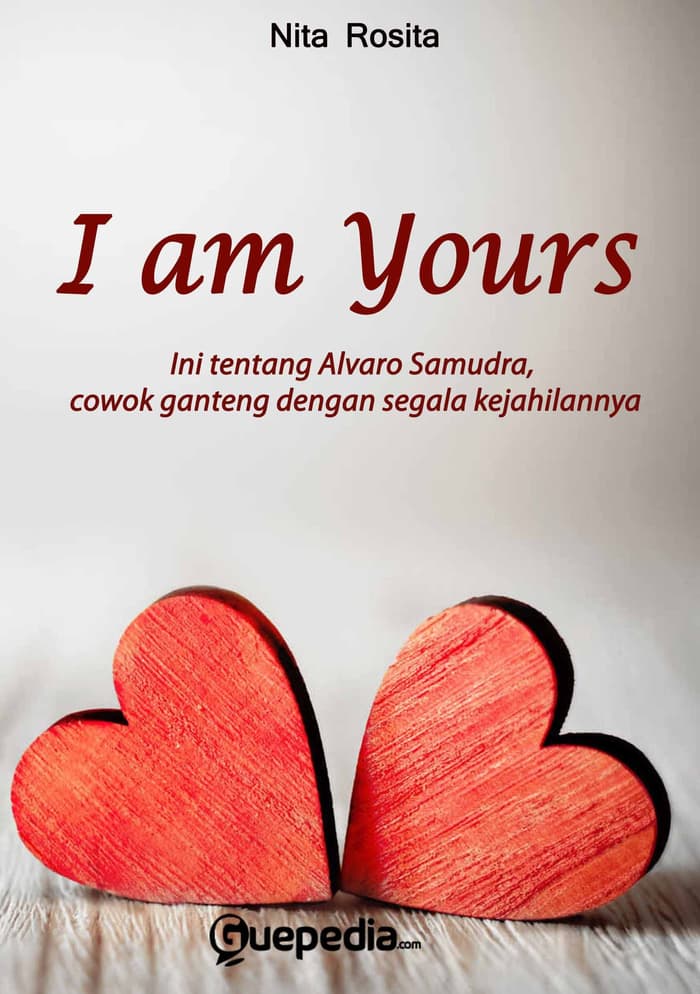 Nita Rosita
I am Yours
Ini tentang Alvaro Samudra,
cowok ganteng dengan segala kejahilannya
Guepedia.com